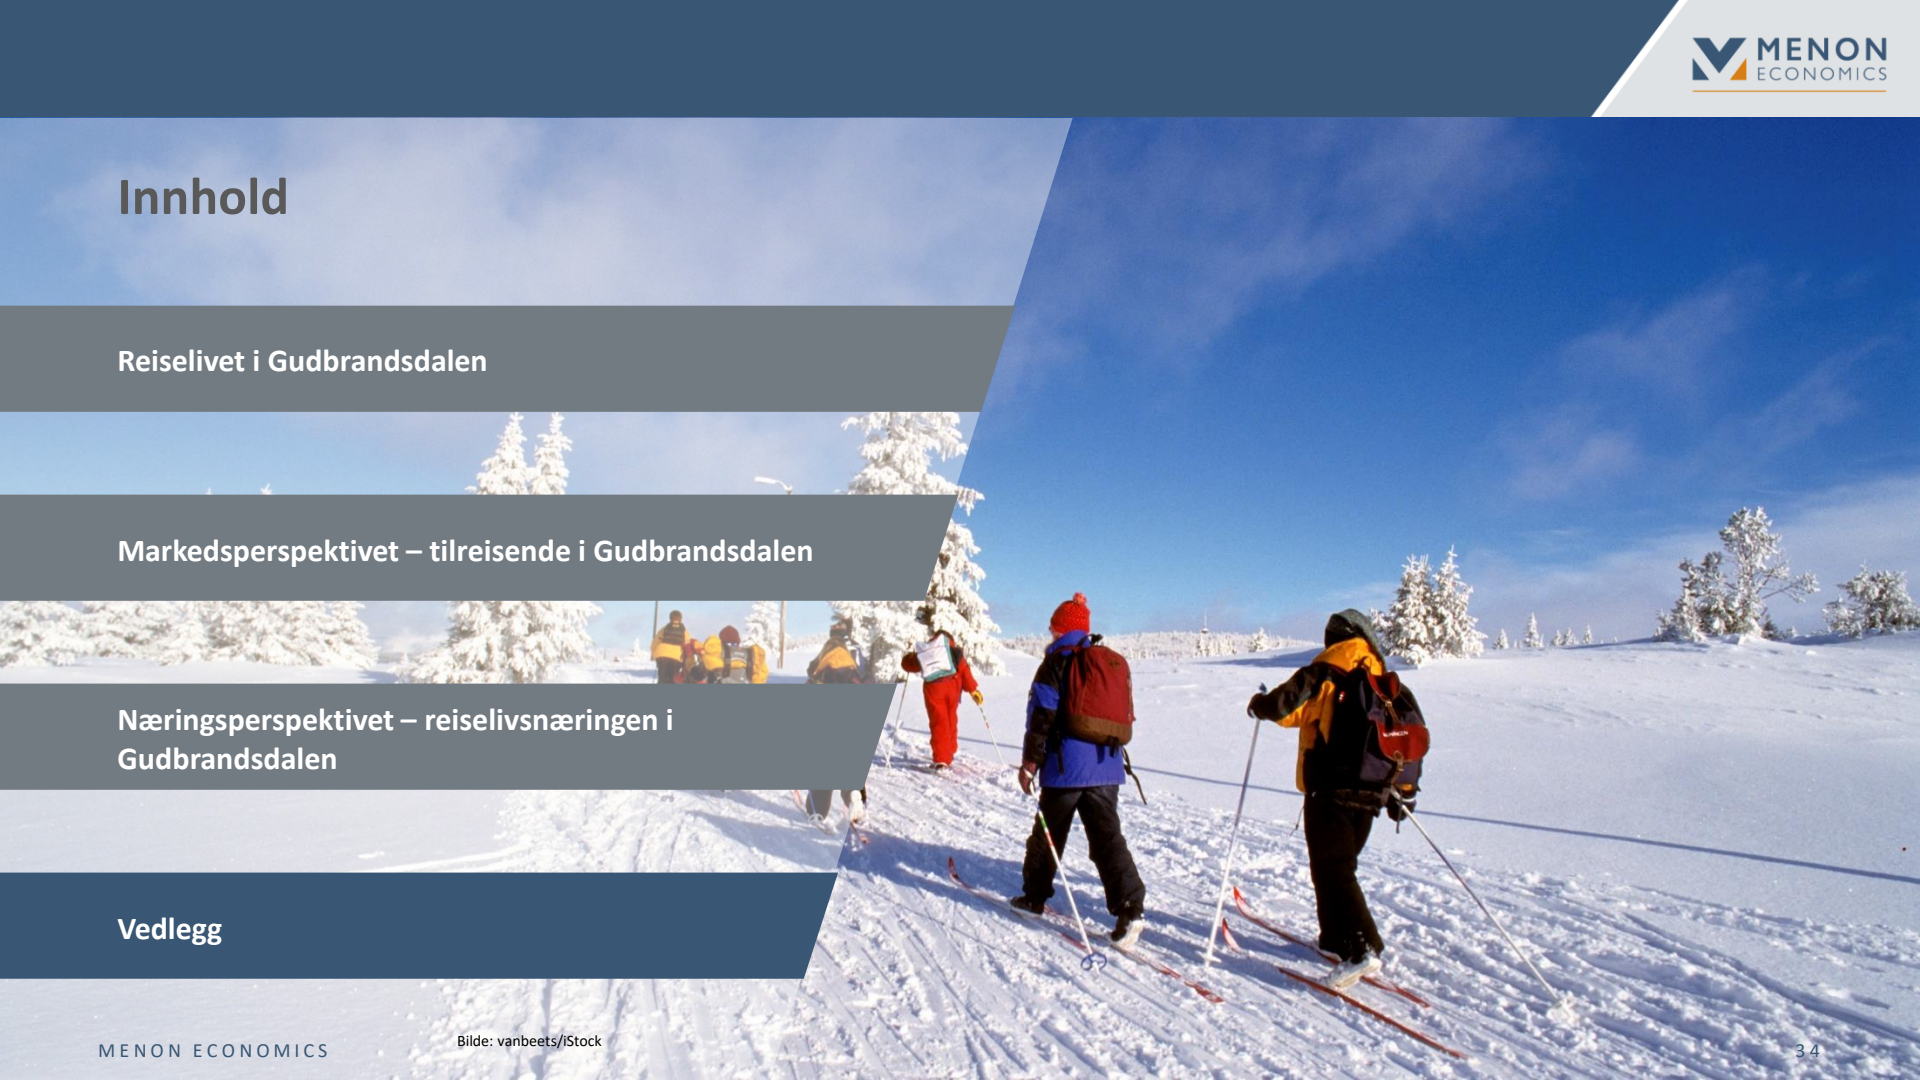 MENON
ECONOMICS
Innhold
Reiselivet i Gudbrandsdalen
Markedsperspektivet – tilreisende i Gudbrandsdalen
Næringsperspektivet – reiselivsnæringen i
Gudbrandsdalen
Vedlegg
Bilde: vanbeets/iStock
MENON ECONOMICS
34